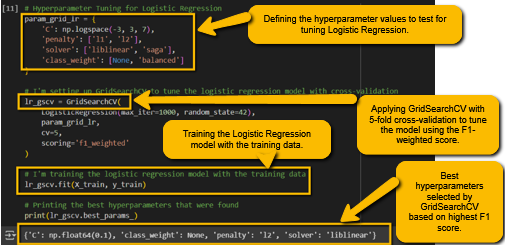 [11]
# Hyperparameter Tuning for Logistic Regression
param_grid_lr = {
'C': np.logspace(-3, 3, 7),
'penalty': ['l1', 'l2'],
'solver': ['liblinear', 'saga'],
'class_weight': [None, 'balanced']
Defining the hyperparameter values to test for
tuning Logistic Regression.
# I'm setting up GridSearchCV to tune the logistic regression model with cross-validation
lr_gscv = GridSearchCV(
LogisticRegression(max_iter=1000, random_state=42),
param_grid_lr,
cv=5,
scoring='f1_weighted'
)
Applying GridSearchCV with
5-fold cross-validation to tune
the model using the F1-
weighted score.
Training the Logistic Regression
model with the training data.
# I'm training the logistic regression model with the training data
lr_gscv.fit(X_train, y_train)
# Printing the best hyperparameters that were found
print(lr_gscv.best_params_)
Best
hyperparameters
selected by
GridSearchCV
based on highest F1
score.
{'C': np.float64(0.1), 'class_weight': None, 'penalty': 'l2', 'solver': 'liblinear'}